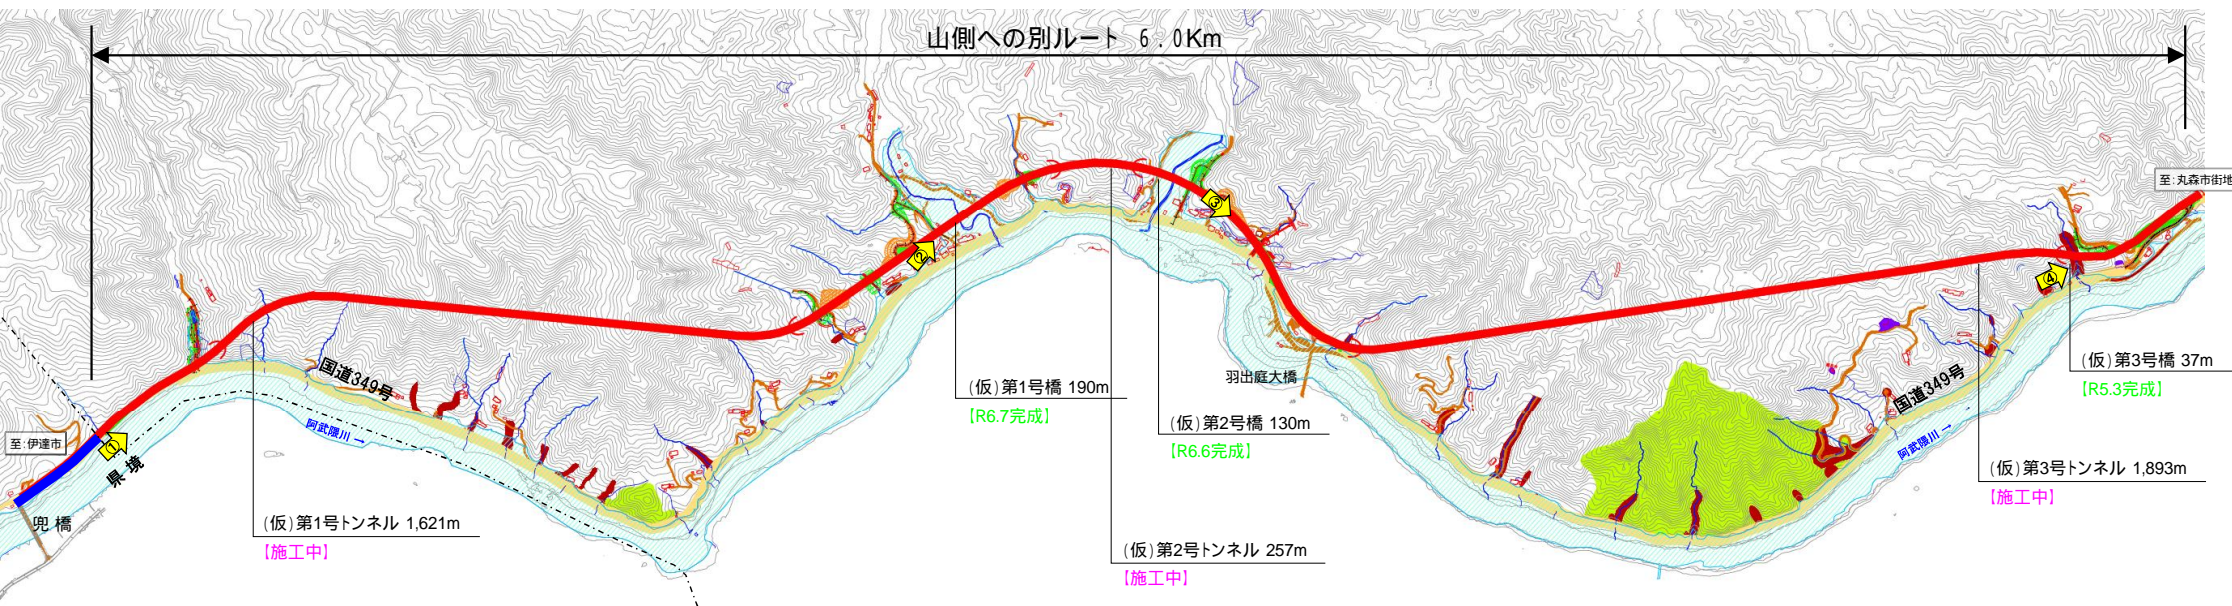 山側への別ルート 6.0Km
至:丸森市街地
③
②
④
①
国道349号
阿武隈川→
県境
至:伊達市
兜橋
(仮)第1号トンネル 1,621m
【施工中】
(仮)第1号橋 190m
【R6.7完成】
(仮)第2号橋 130m
【R6.6完成】
(仮)第2号トンネル 257m
【施工中】
羽出庭大橋
国道349号
阿武隈川→
(仮)第3号橋 37m
【R5.3完成】
(仮)第3号トンネル 1,893m
【施工中】